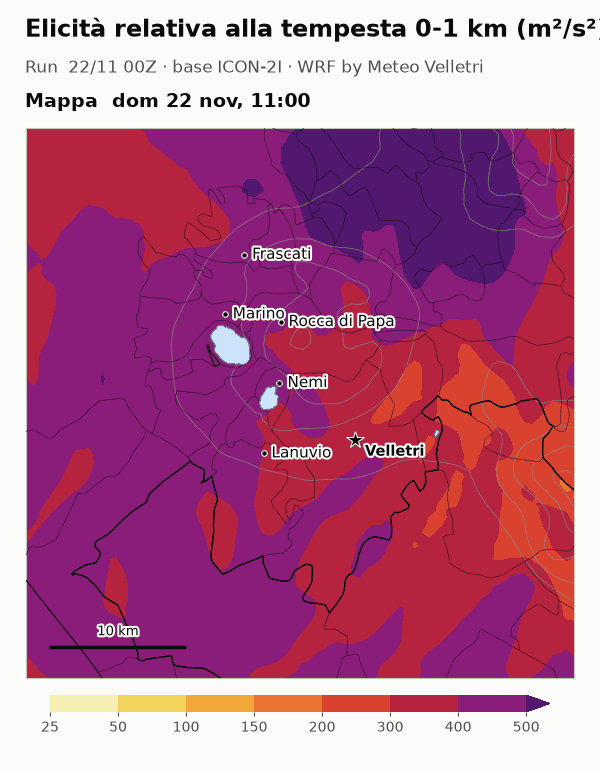 Elicità relativa alla tempesta 0-1 km (m²/s²)
Run 22/11 00Z · base ICON-2I · WRF by Meteo Velletri
Mappa dom 22 nov, 11:00
Frascati
Marino
Rocca di Papa
Nemi
Velletri
Lanuvio
10 km
25 50 100 150 200 300 400 500